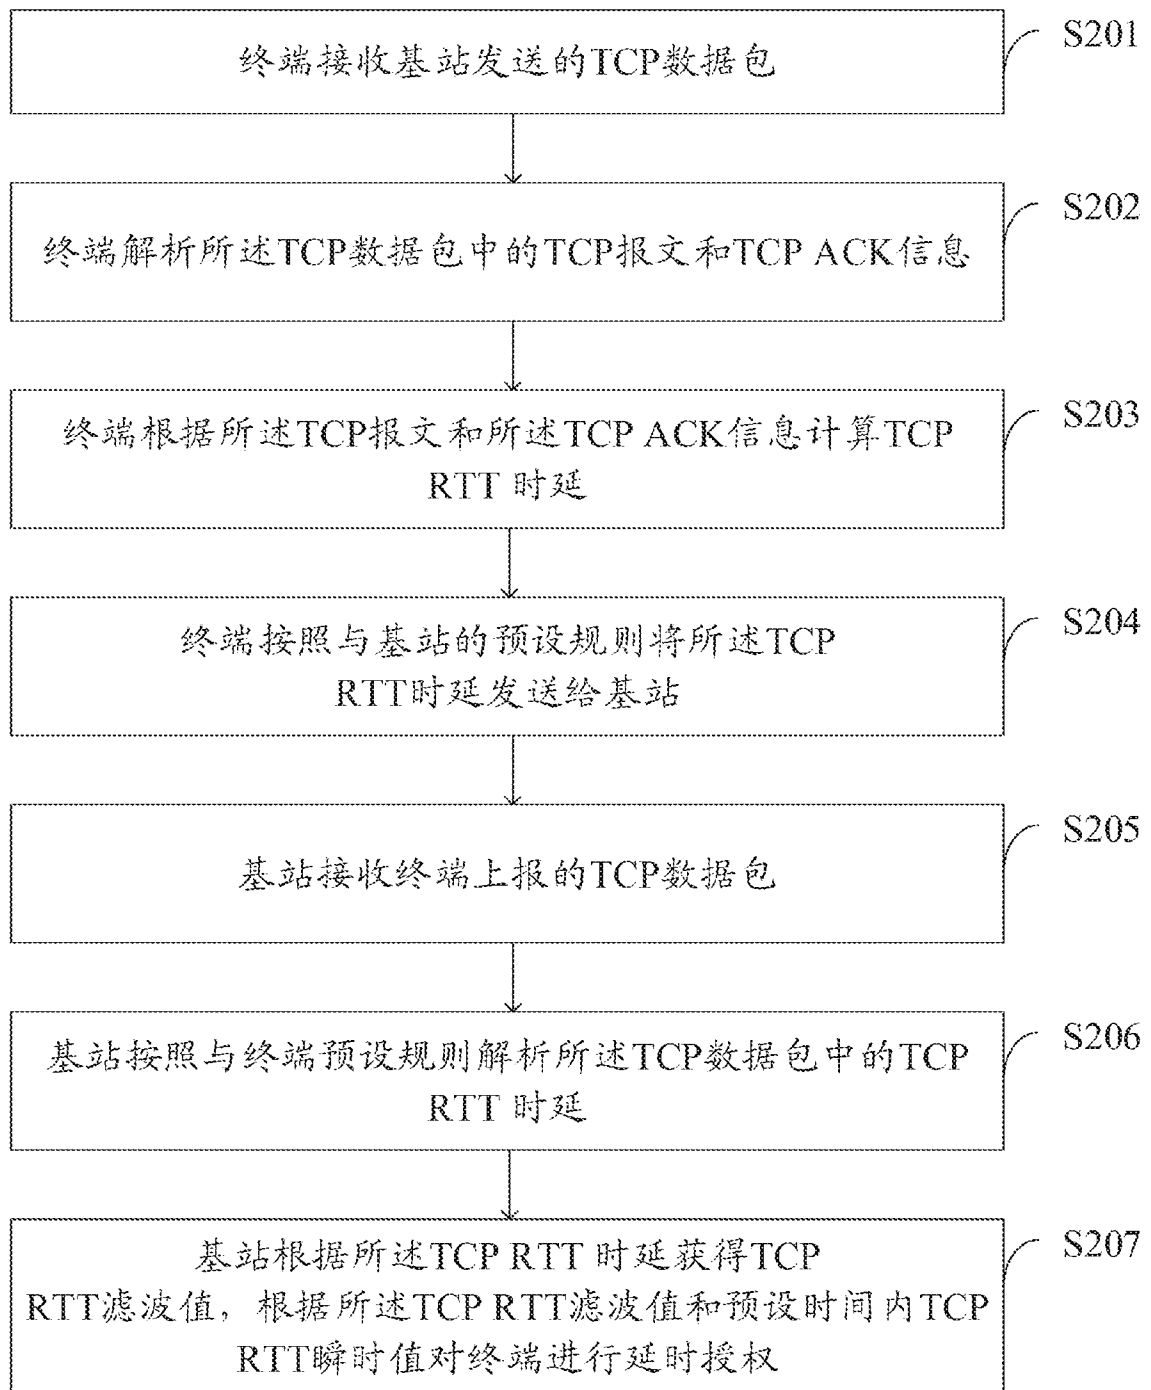 终端接收基站发送的TCP数据包
S201
终端解析所述TCP数据包中的TCP报文和TCP ACK信息
S202
终端根据所述TCP报文和所述TCP ACK信息计算TCP
RTT 时延
S203
终端按照与基站的预设规则将所述TCP
RTT时延发送给基站
S204
基站接收终端上报的TCP数据包
S205
基站按照与终端预设规则解析所述TCP数据包中的TCP
RTT 时延
S206
基站根据所述TCP RTT 时延获得TCP
RTT滤波值，根据所述TCP RTT滤波值和预设时间内TCP
RTT瞬时值对终端进行延时授权
S207